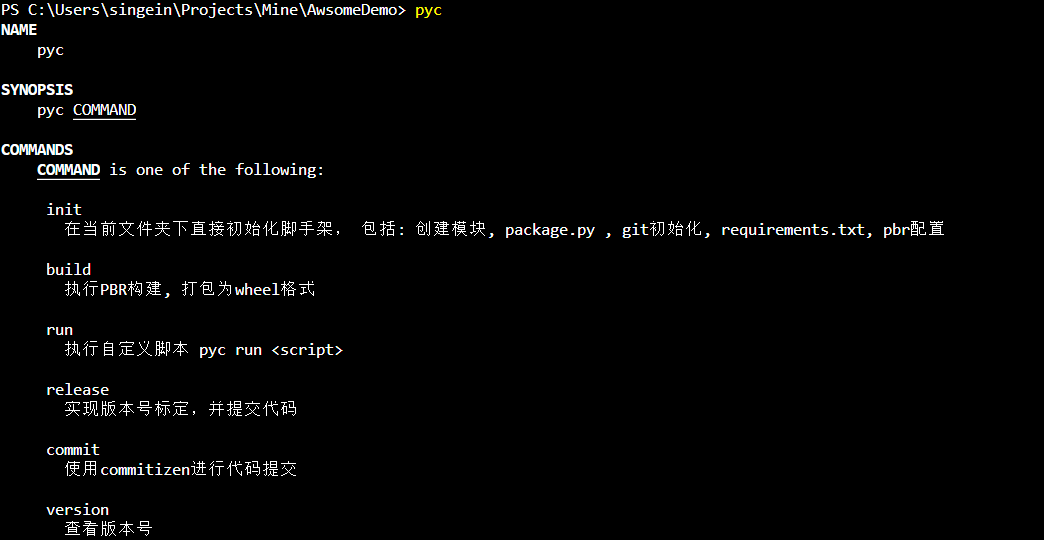 PS C:\Users\singein\Projects\Mine\AwsomeDemo> pyc
NAME
pyc
SYNOPSIS
pyc COMMAND
COMMANDS
COMMAND is one of the following:
init
在当前文件夹下直接初始化脚手架， 包括: 创建模块, package.py , git初始化, requirements.txt, pbr配置
build
执行PBR构建, 打包为wheel格式
run
执行自定义脚本 pyc run <script>
release
实现版本号标定，并提交代码
commit
使用commitizen进行代码提交
version
查看版本号